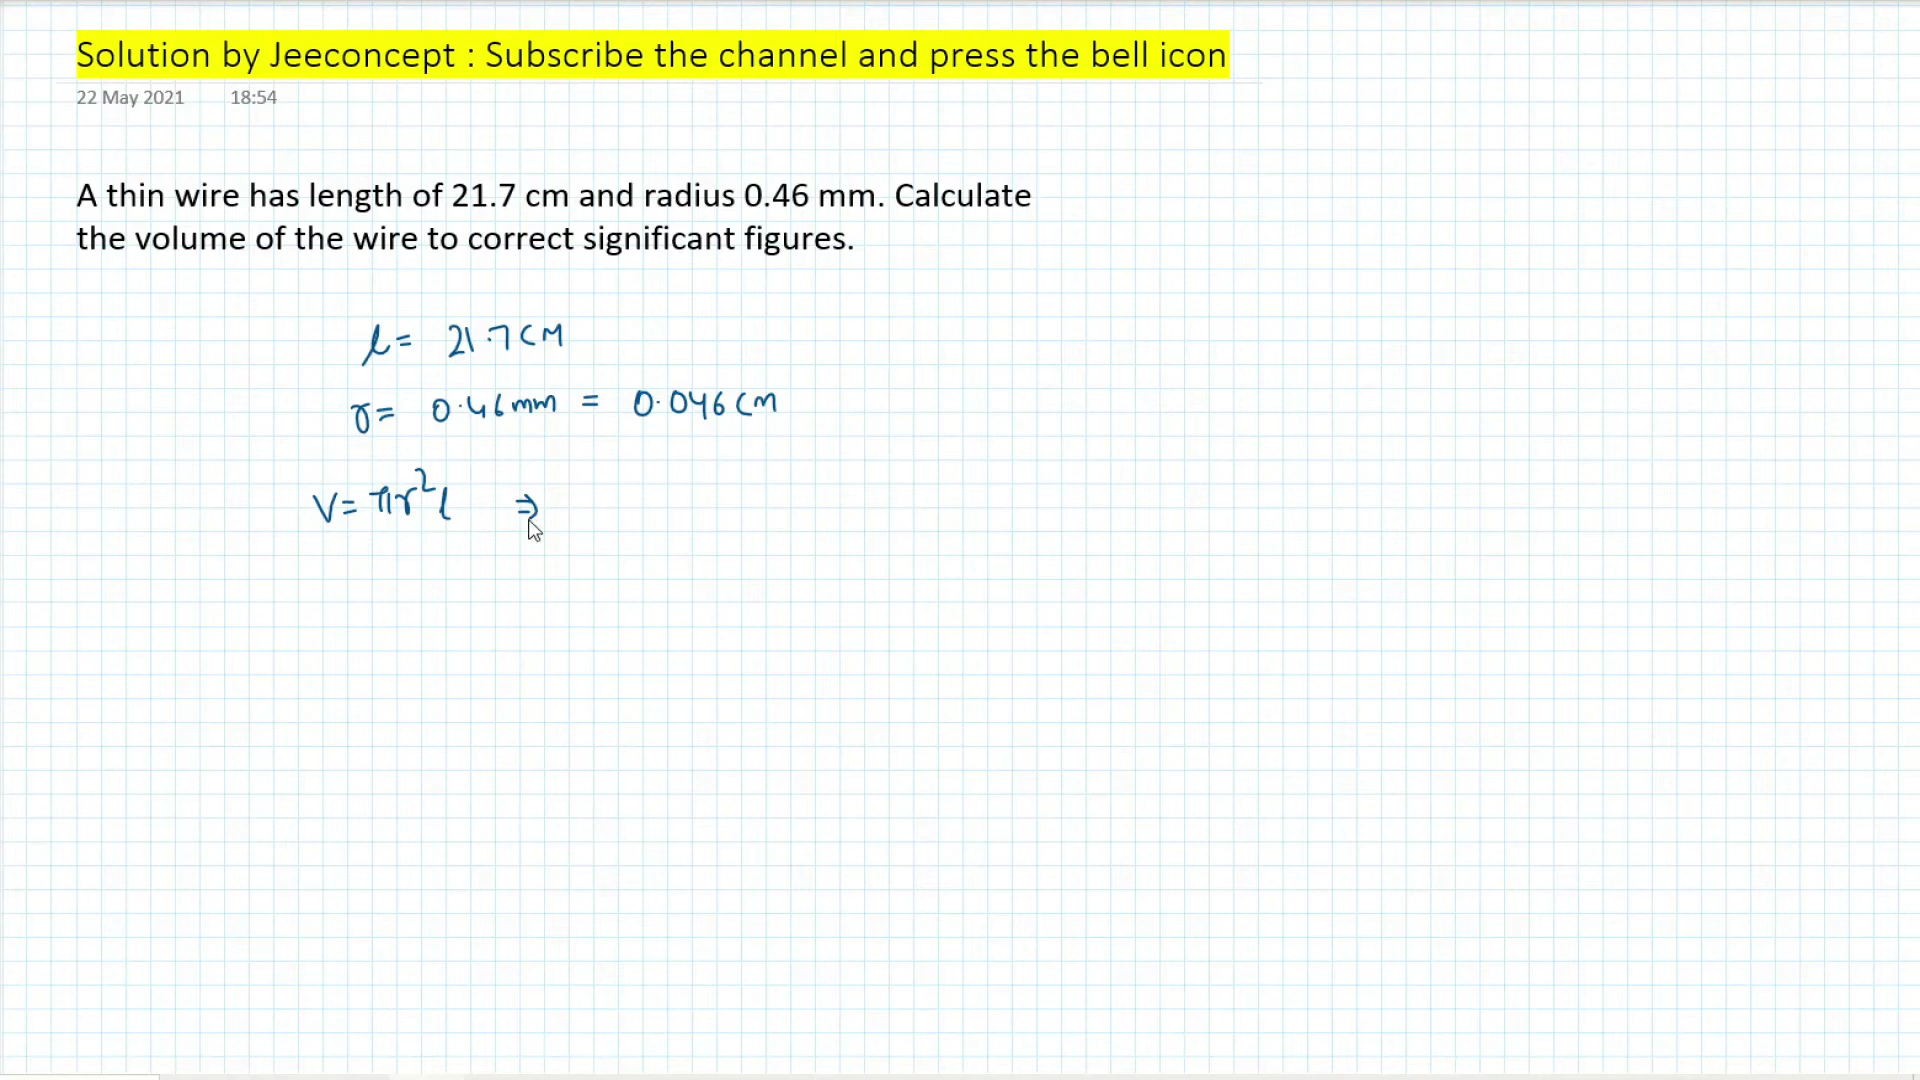 Solution by Jeeconcept : Subscribe the channel and press the bell icon
22 May 2021 18:54
A thin wire has length of 21.7 cm and radius 0.46 mm. Calculate
the volume of the wire to correct significant figures.
l = 21.7 CM
r = 0.46 mm = 0.046 CM
V = πr²l ⇒